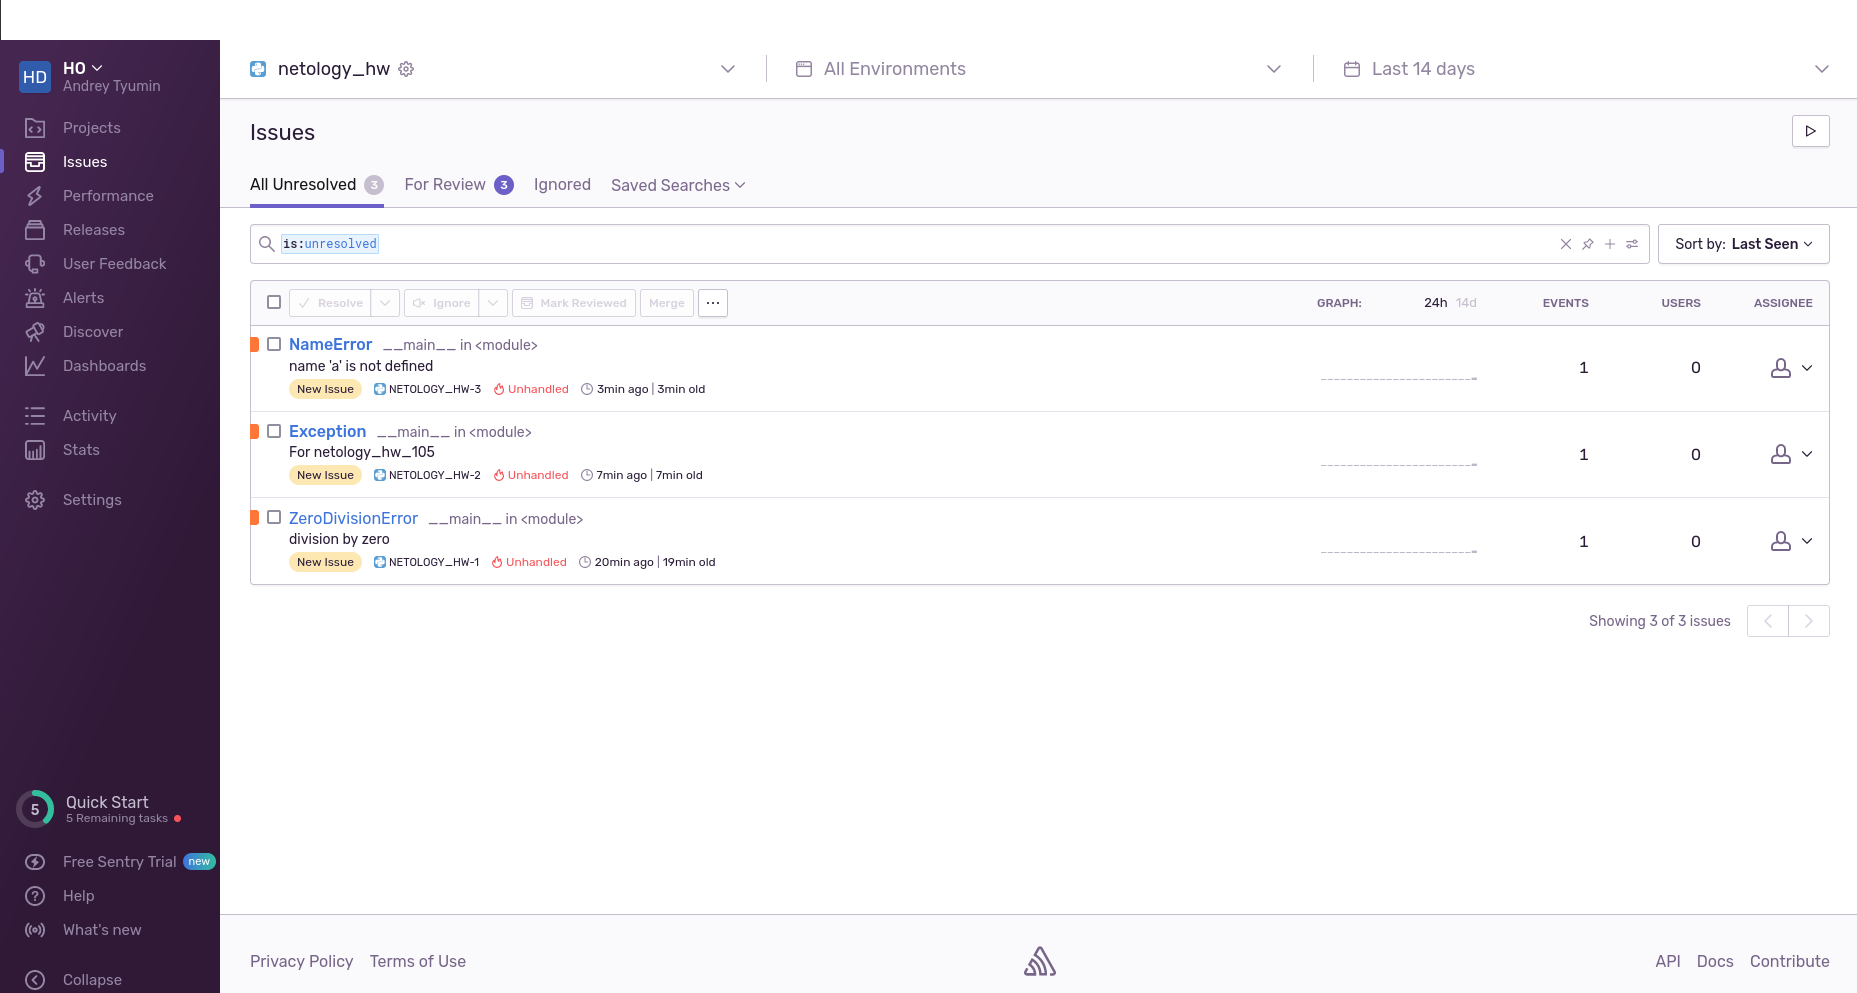 HD
HO
Andrey Tyumin
Projects
Issues
Performance
Releases
User Feedback
Alerts
Discover
Dashboards
Activity
Stats
Settings
5
Quick Start
5 Remaining tasks
Free Sentry Trial new
Help
What's new
Collapse
netology_hw
All Environments
Last 14 days
Issues
All Unresolved 3 For Review 3 Ignored Saved Searches
is:unresolved
Sort by: Last Seen
Resolve Ignore Mark Reviewed Merge ... GRAPH: 24h 14d EVENTS USERS ASSIGNEE
NameError __main__ in <module>
name 'a' is not defined
New Issue NETOLOGY_HW-3 Unhandled 3min ago | 3min old
1 0
Exception __main__ in <module>
For netology_hw_105
New Issue NETOLOGY_HW-2 Unhandled 7min ago | 7min old
1 0
ZeroDivisionError __main__ in <module>
division by zero
New Issue NETOLOGY_HW-1 Unhandled 20min ago | 19min old
1 0
Showing 3 of 3 issues
Privacy Policy Terms of Use API Docs Contribute